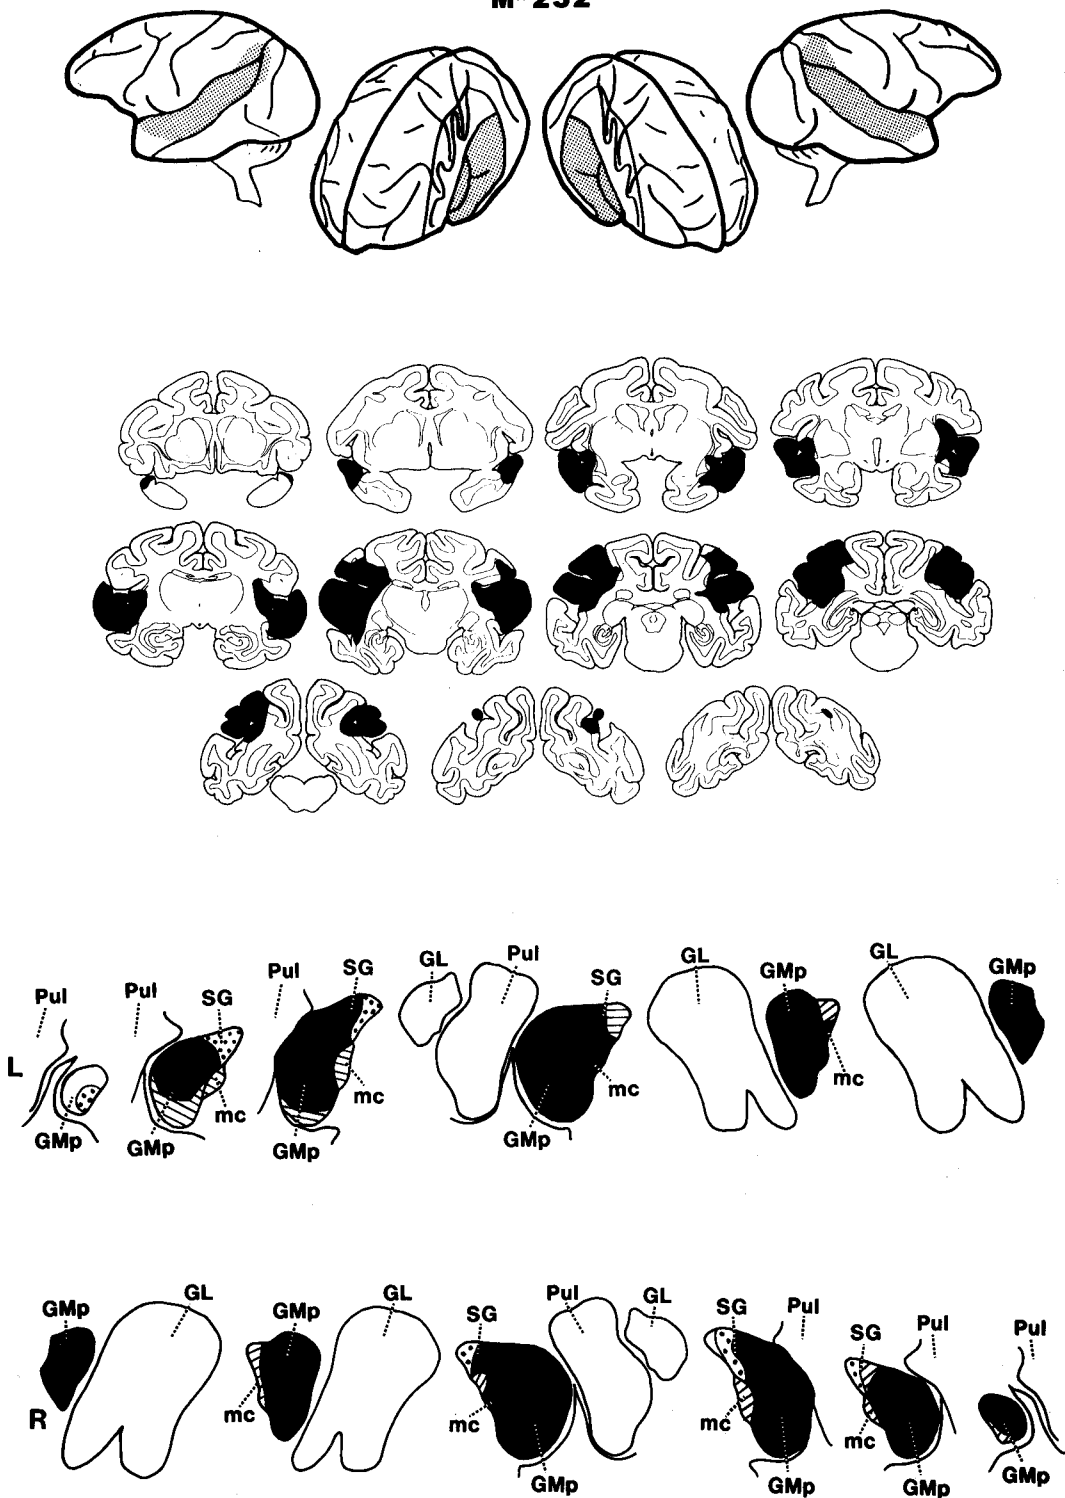 M-252
Pul Pul SG Pul SG GL Pul SG GL GMp GL GMp
L
GMp GMp mc GMp mc GMp mc mc
GMp GL GMp GL SG Pul GL SG Pul SG Pul Pul
R
mc mc GMp mc GMp mc GMp GMp